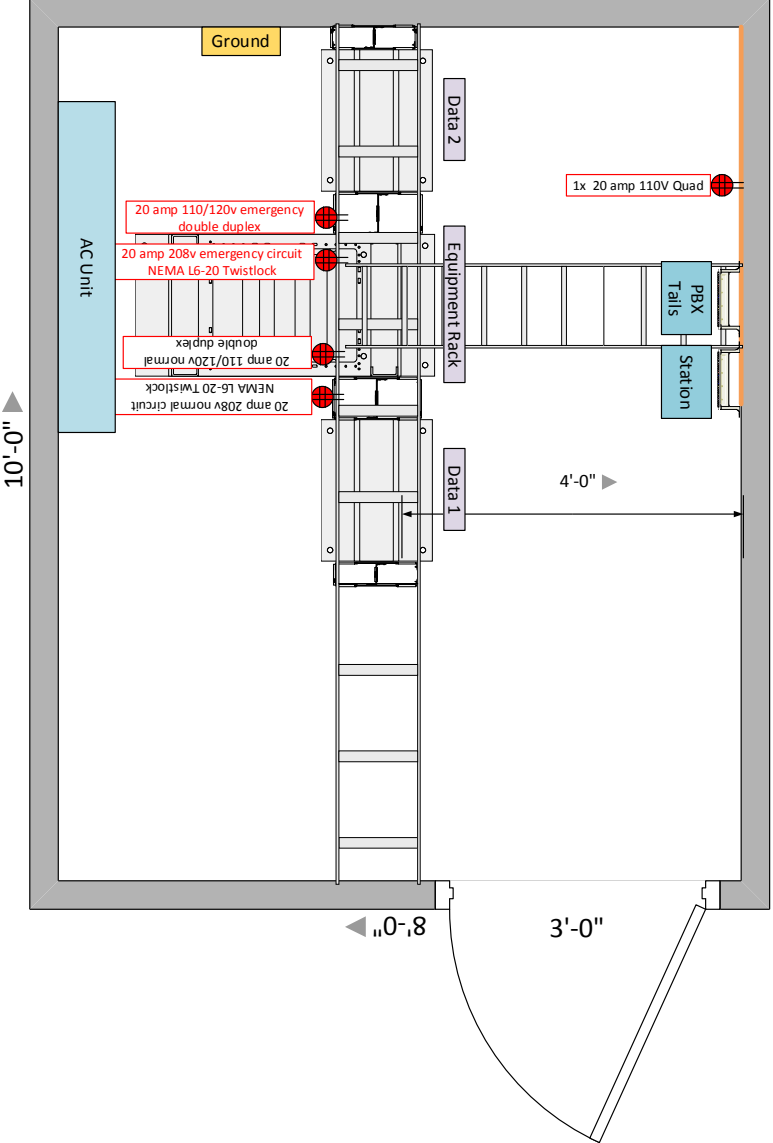 Ground
Data 2
1x 20 amp 110V Quad
20 amp 110/120v emergency
double duplex
20 amp 208v emergency circuit
NEMA L6-20 Twistlock
AC Unit
Equipment Rack
PBX
Tails
20 amp 110/120v normal
double duplex
Station
20 amp 208v normal circuit
NEMA L6-20 Twistlock
10'-0"
Data 1
4'-0"
8'-0"
3'-0"